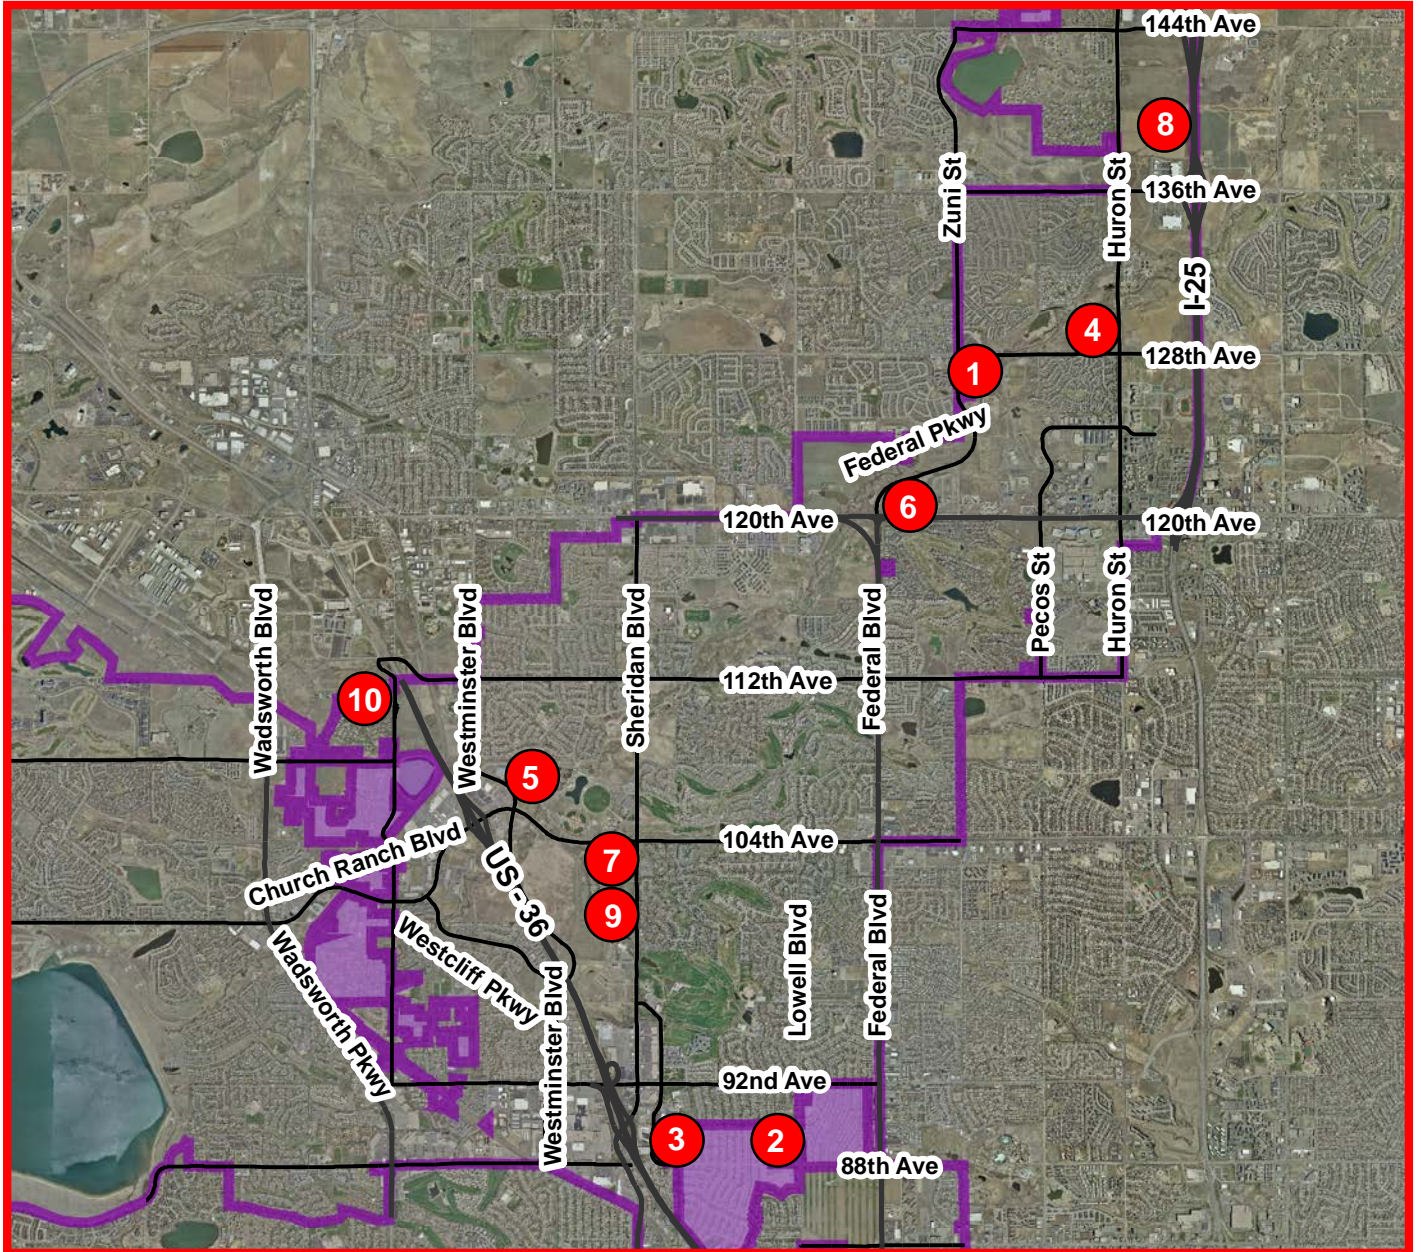 144th Ave
8
136th Ave
Zuni St
Huron St
I-25
4
128th Ave
1
Federal Pkwy
6
120th Ave
120th Ave
Pecos St
Huron St
Wadsworth Blvd
Westminster Blvd
Sheridan Blvd
Federal Blvd
112th Ave
10
5
104th Ave
Church Ranch Blvd
7
US - 36
9
Lowell Blvd
Federal Blvd
Westcliff Pkwy
Wadsworth Pkwy
Westminster Blvd
92nd Ave
3
2
88th Ave